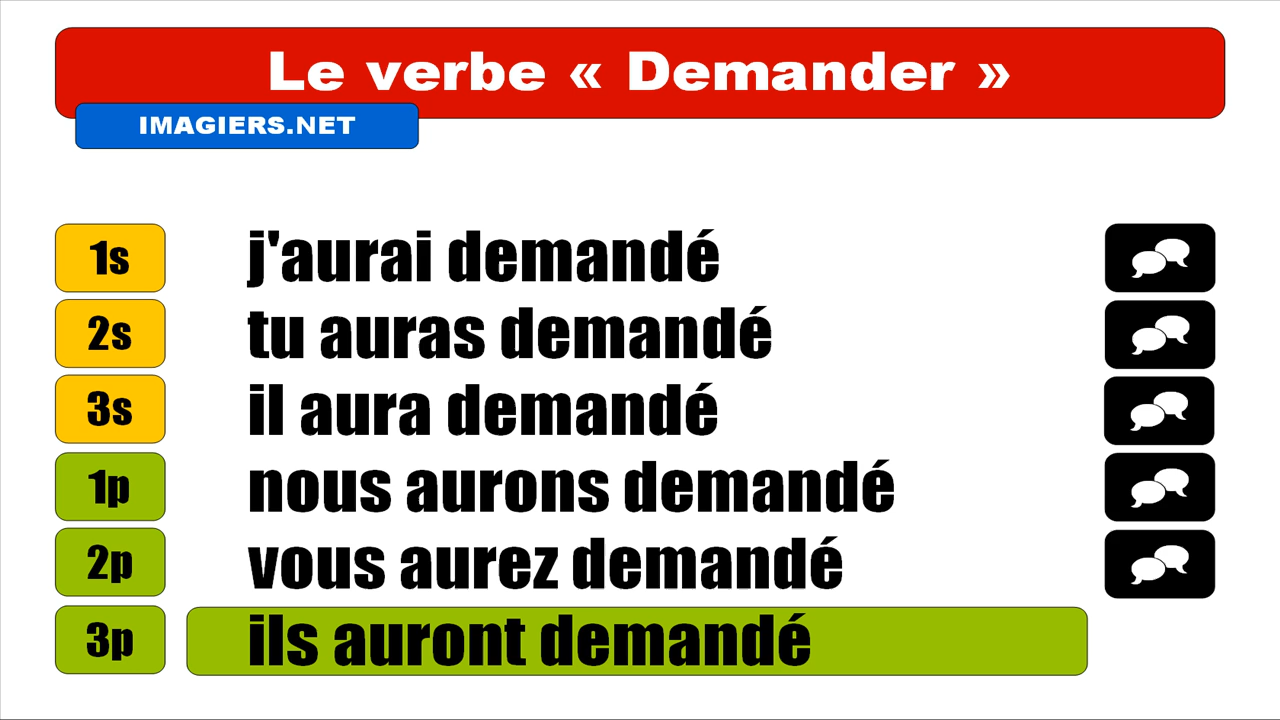 Le verbe « Demander »
IMAGIERS.NET
1s j'aurai demandé
2s tu auras demandé
3s il aura demandé
1p nous aurons demandé
2p vous aurez demandé
3p ils auront demandé